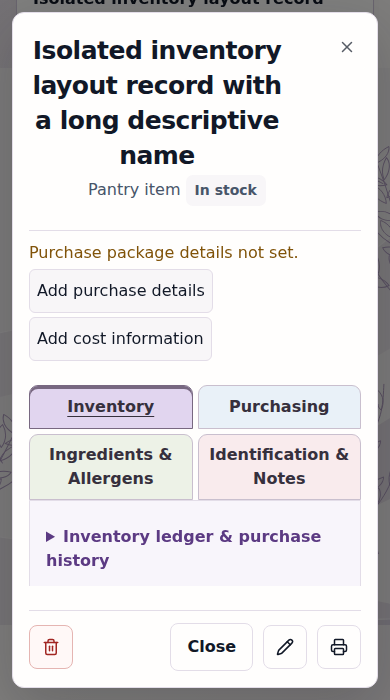 Isolated inventory layout record
Isolated inventory
layout record with
a long descriptive
name
Pantry item In stock
Purchase package details not set.
Add purchase details
Add cost information
Inventory Purchasing
Ingredients & Allergens
Identification & Notes
▶ Inventory ledger & purchase
history
Close